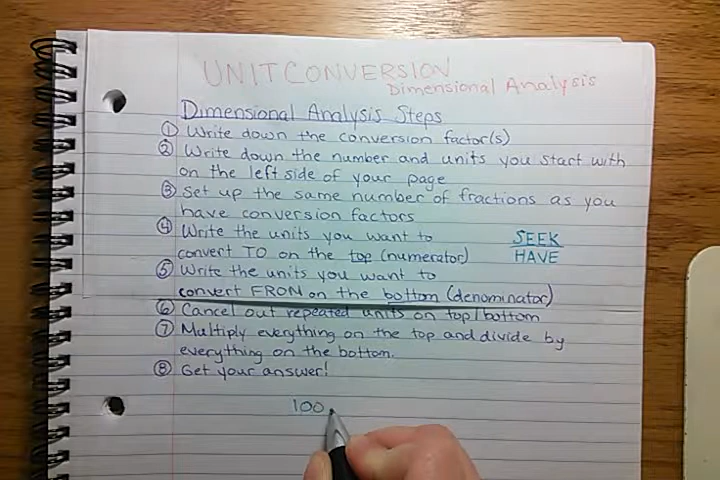 UNIT CONVERSION
Dimensional Analysis
Dimensional Analysis Steps
① Write down the conversion factor(s)
② Write down the number and units you start with
on the left side of your page
③ Set up the same number of fractions as you
have conversion factors
④ Write the units you want to
convert TO on the top (numerator)
SEEK
HAVE
⑤ Write the units you want to
convert FROM on the bottom (denominator)
⑥ Cancel out repeated units on top/bottom
⑦ Multiply everything on the top and divide by
everything on the bottom.
⑧ Get your answer!
100